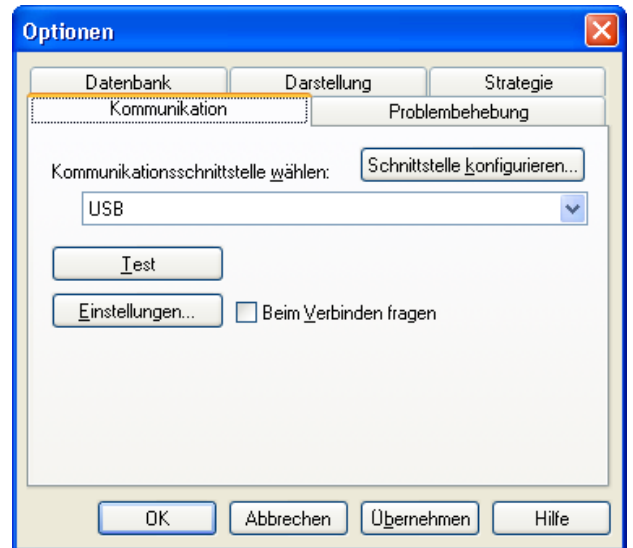 Optionen
Datenbank Darstellung Strategie
Kommunikation Problembehebung
Kommunikationsschnittstelle wählen: Schnittstelle konfigurieren...
USB
Test
Einstellungen... Beim Verbinden fragen
OK Abbrechen Übernehmen Hilfe